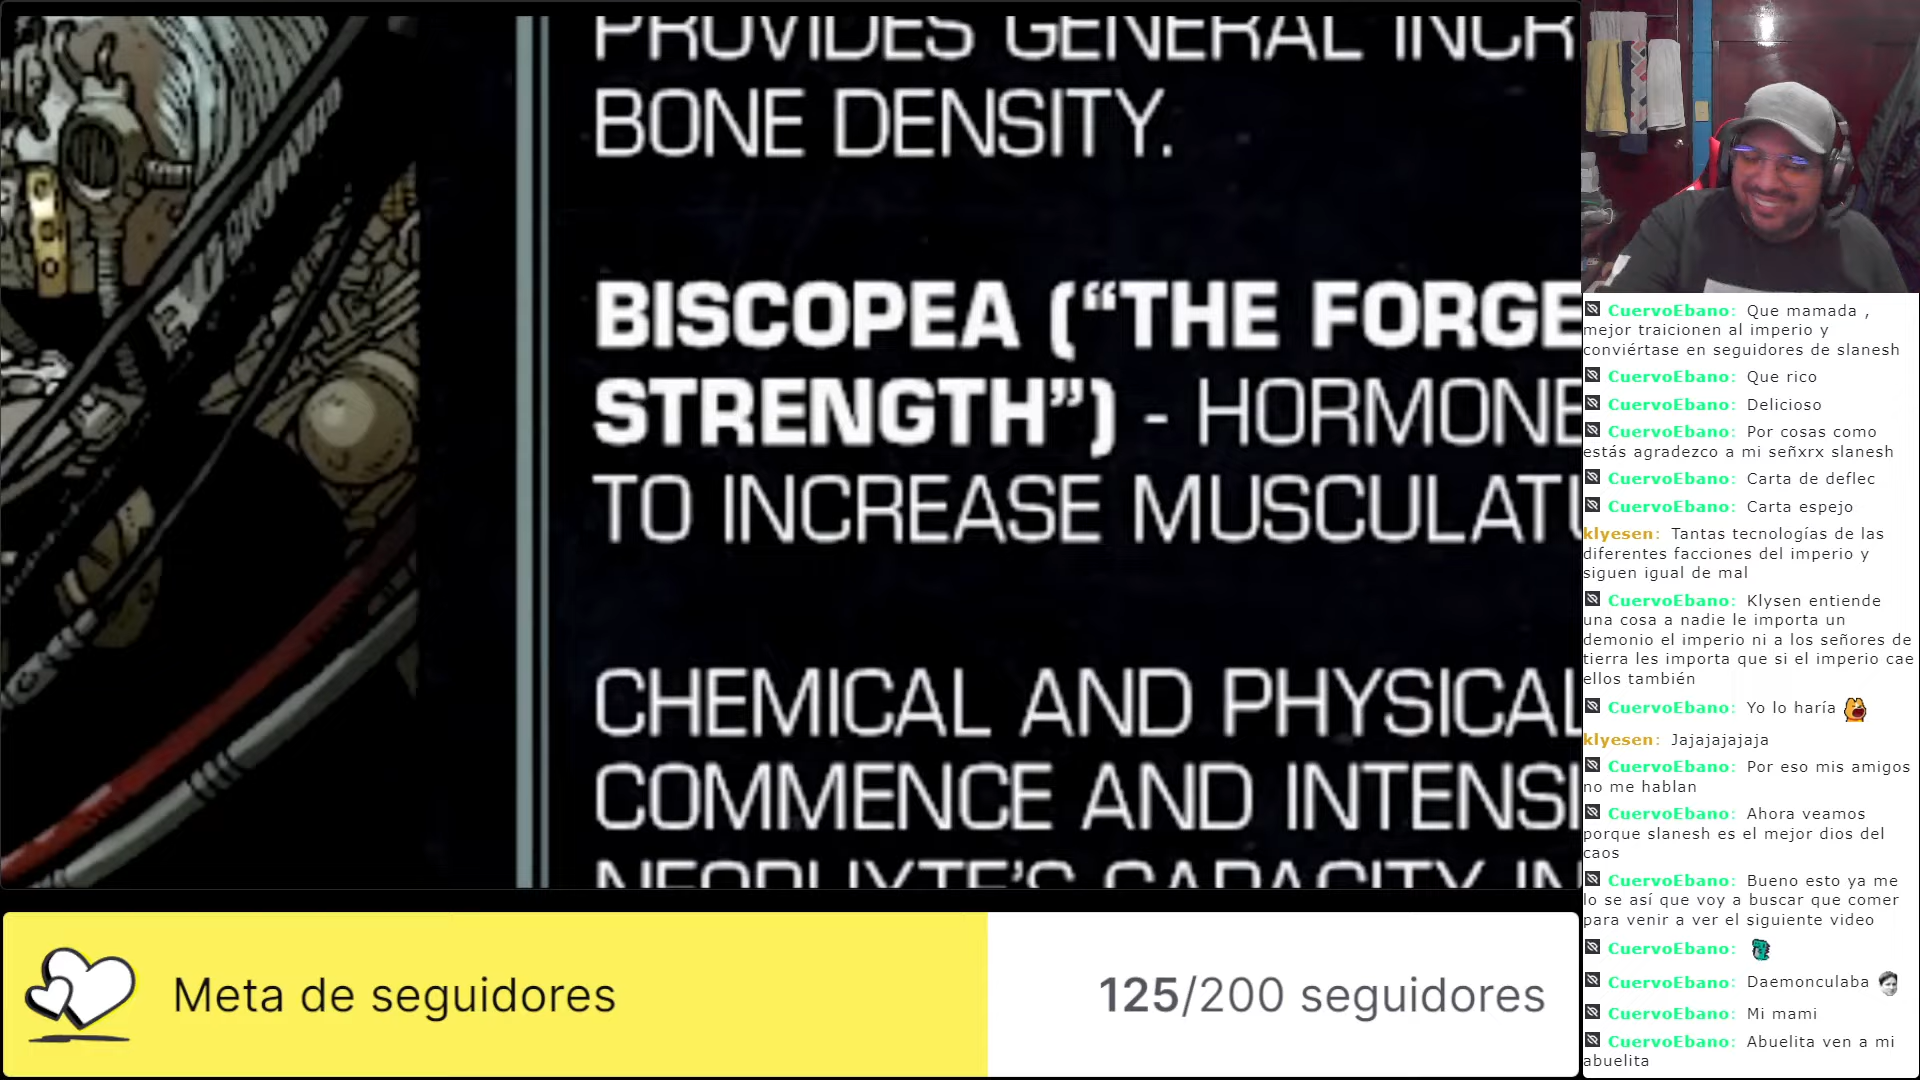 PROVIDES GENERAL INCR
BONE DENSITY.
BISCOPEA (“THE FORGE
STRENGTH”) - HORMONE
TO INCREASE MUSCULATU
CHEMICAL AND PHYSICAL
COMMENCE AND INTENSI
NEOPHYTE’S CAPACITY IN
Meta de seguidores
125/200 seguidores
CuervoEbano: Que mamada ,
mejor traicionen al imperio y
conviértase en seguidores de slanesh
CuervoEbano: Que rico
CuervoEbano: Delicioso
CuervoEbano: Por cosas como
estás agradezco a mi señxrx slanesh
CuervoEbano: Carta de deflec
CuervoEbano: Carta espejo
klyesen: Tantas tecnologías de las
diferentes facciones del imperio y
siguen igual de mal
CuervoEbano: Klysen entiende
una cosa a nadie le importa un
demonio el imperio ni a los señores de
tierra les importa que si el imperio cae
ellos también
CuervoEbano: Yo lo haría
klyesen: Jajajajajaja
CuervoEbano: Por eso mis amigos
no me hablan
CuervoEbano: Ahora veamos
porque slanesh es el mejor dios del
caos
CuervoEbano: Bueno esto ya me
lo se así que voy a buscar que comer
para venir a ver el siguiente video
CuervoEbano:
CuervoEbano: Daemonculaba
CuervoEbano: Mi mami
CuervoEbano: Abuelita ven a mi
abuelita